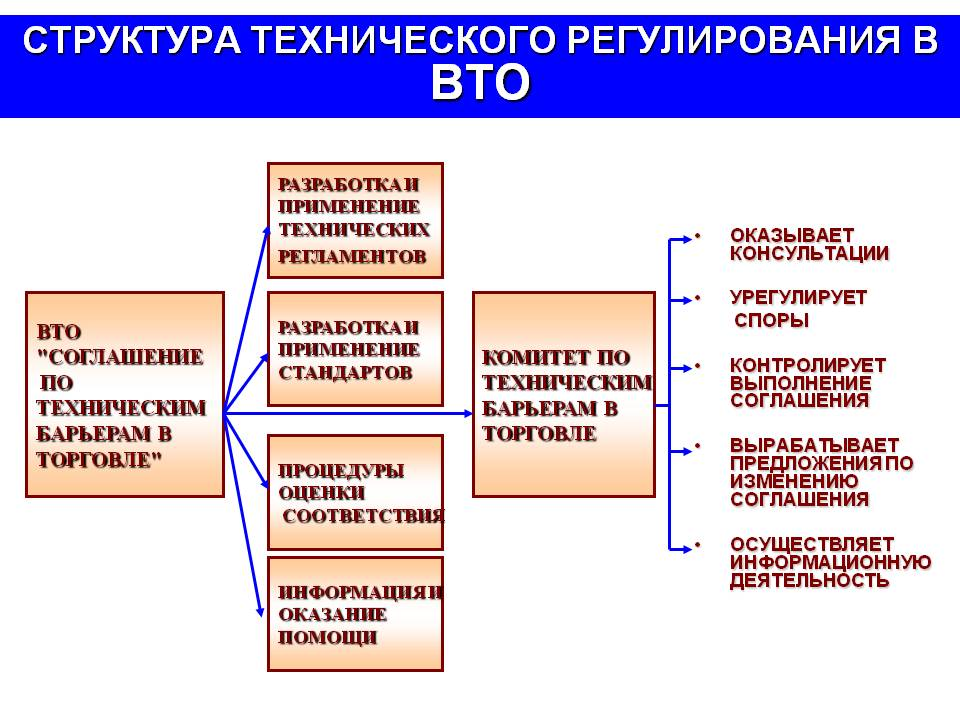 СТРУКТУРА ТЕХНИЧЕСКОГО РЕГУЛИРОВАНИЯ В
ВТО
ВТО
"СОГЛАШЕНИЕ
ПО
ТЕХНИЧЕСКИМ
БАРЬЕРАМ В
ТОРГОВЛЕ"
РАЗРАБОТКА И
ПРИМЕНЕНИЕ
ТЕХНИЧЕСКИХ
РЕГЛАМЕНТОВ
РАЗРАБОТКА И
ПРИМЕНЕНИЕ
СТАНДАРТОВ
ПРОЦЕДУРЫ
ОЦЕНКИ
СООТВЕТСТВИЯ
ИНФОРМАЦИЯ И
ОКАЗАНИЕ
ПОМОЩИ
КОМИТЕТ ПО
ТЕХНИЧЕСКИМ
БАРЬЕРАМ В
ТОРГОВЛЕ
• ОКАЗЫВАЕТ
КОНСУЛЬТАЦИИ
• УРЕГУЛИРУЕТ
СПОРЫ
• КОНТРОЛИРУЕТ
ВЫПОЛНЕНИЕ
СОГЛАШЕНИЯ
• ВЫРАБАТЫВАЕТ
ПРЕДЛОЖЕНИЯ ПО
ИЗМЕНЕНИЮ
СОГЛАШЕНИЯ
• ОСУЩЕСТВЛЯЕТ
ИНФОРМАЦИОННУЮ
ДЕЯТЕЛЬНОСТЬ